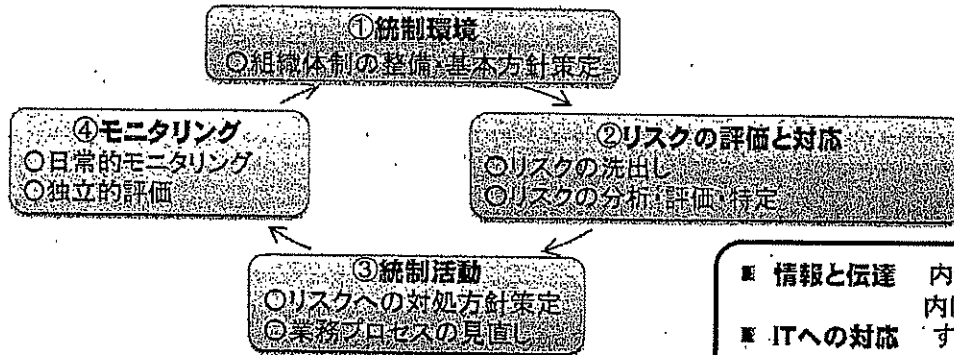 ①統制環境
○組織体制の整備・基本方針策定
④モニタリング
○日常的モニタリング
○独立的評価
②リスクの評価と対応
○リスクの洗出し
○リスクの分析・評価・特定
③統制活動
○リスクへの対処方針策定
○業務プロセスの見直し
■ 情報と伝達 内
内
■ ITへの対応 す